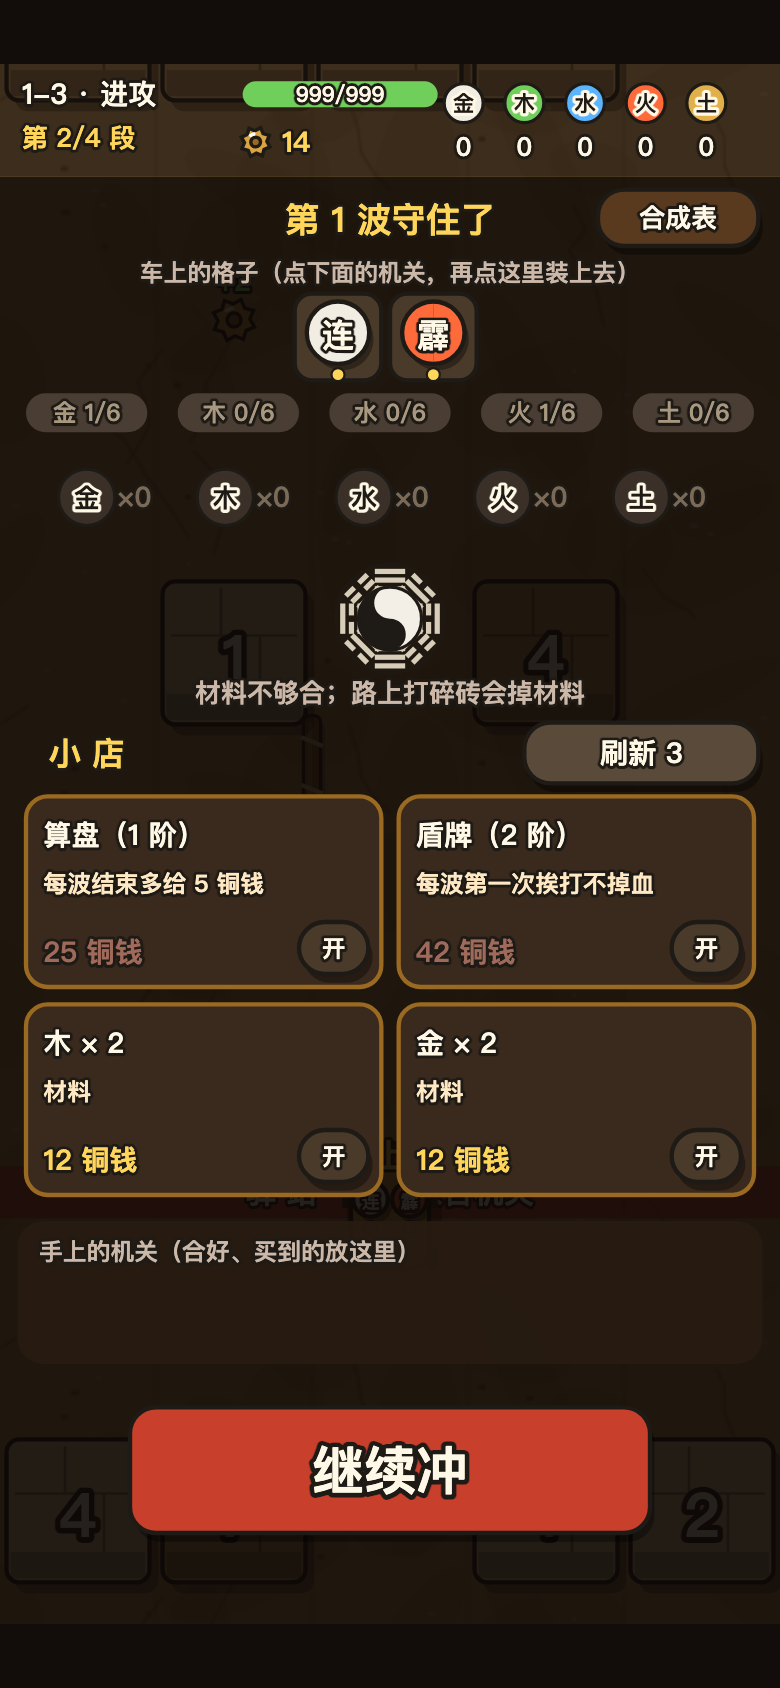 1-3 · 进攻
999/999
金 木 水 火 土
第 2/4 段
14
0 0 0 0 0
第 1 波守住了
合成表
车上的格子（点下面的机关，再点这里装上去）
连 霹
金 1/6 木 0/6 水 0/6 火 1/6 土 0/6
金 ×0 木 ×0 水 ×0 火 ×0 土 ×0
1 4
材料不够合；路上打碎砖会掉材料
小 店
刷新 3
算盘（1 阶）
每波结束多给 5 铜钱
25 铜钱
开
盾牌（2 阶）
每波第一次挨打不掉血
42 铜钱
开
木 × 2
材料
12 铜钱
开
金 × 2
材料
12 铜钱
开
手上的机关（合好、买到的放这里）
继续冲
4 2